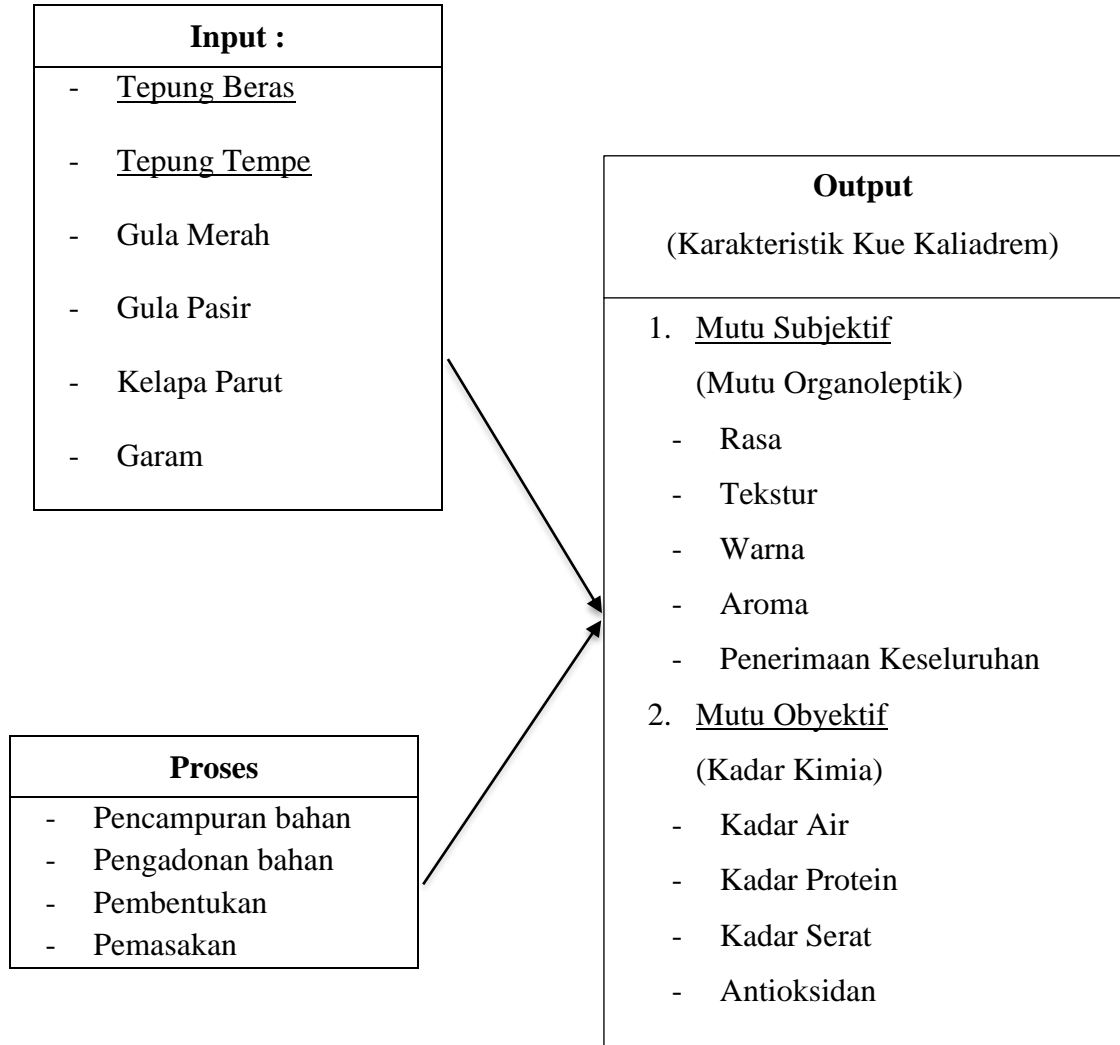 Input :
- Tepung Beras
- Tepung Tempe
- Gula Merah
- Gula Pasir
- Kelapa Parut
- Garam
Proses
- Pencampuran bahan
- Pengadonan bahan
- Pembentukan
- Pemasakan
Output
(Karakteristik Kue Kaliadrem)
1. Mutu Subjektif
(Mutu Organoleptik)
- Rasa
- Tekstur
- Warna
- Aroma
- Penerimaan Keseluruhan
2. Mutu Obyektif
(Kadar Kimia)
- Kadar Air
- Kadar Protein
- Kadar Serat
- Antioksidan